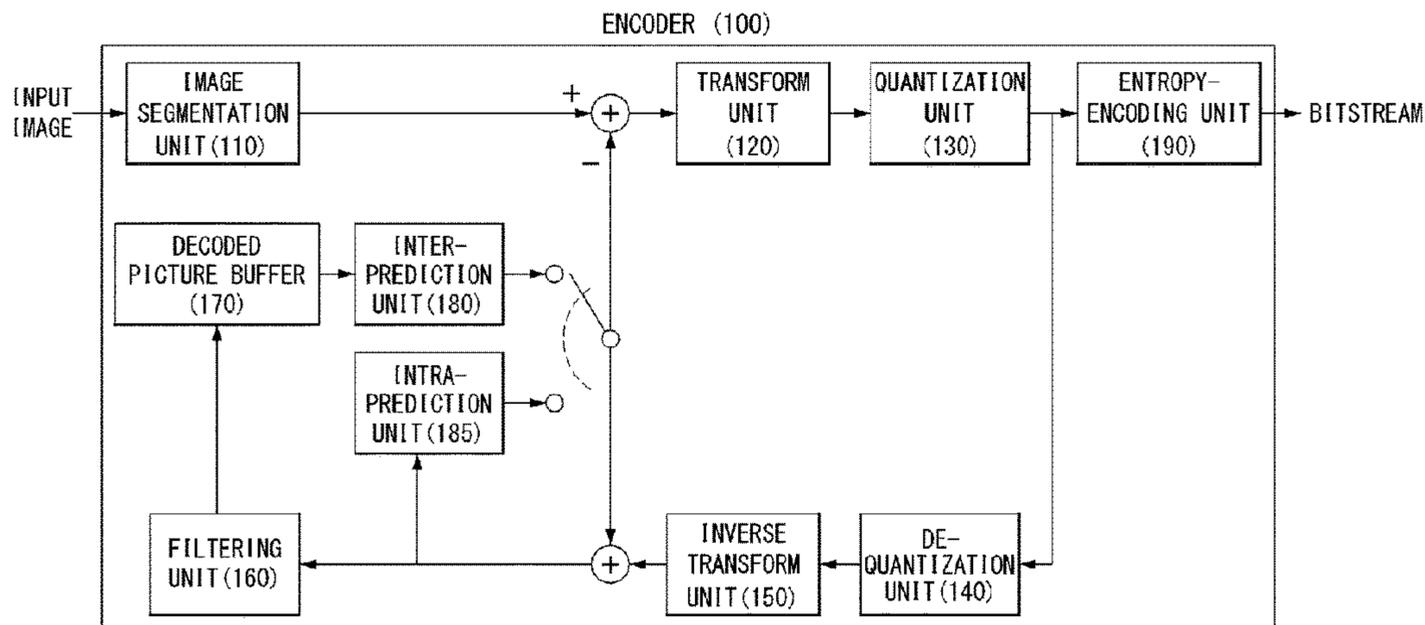 ENCODER (100)
INPUT
IMAGE
IMAGE
SEGMENTATION
UNIT(110)
+
+
−
TRANSFORM
UNIT
(120)
QUANTIZATION
UNIT
(130)
ENTROPY-
ENCODING UNIT
(190)
BITSTREAM
DECODED
PICTURE BUFFER
(170)
INTER-
PREDICTION
UNIT(180)
INTRA-
PREDICTION
UNIT(185)
FILTERING
UNIT(160)
+
INVERSE
TRANSFORM
UNIT(150)
DE-
QUANTIZATION
UNIT(140)